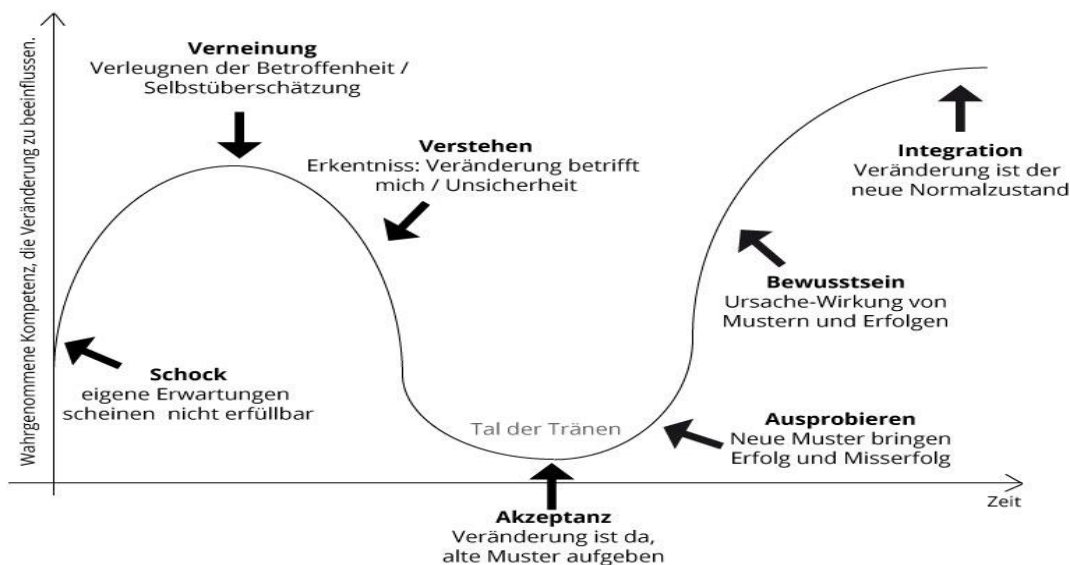 Wahrgenommene Kompetenz, die Veränderung zu beeinflussen.
Verneinung
Verleugnen der Betroffenheit /
Selbstüberschätzung
Verstehen
Erkentniss: Veränderung betrifft
mich / Unsicherheit
Integration
Veränderung ist der
neue Normalzustand
Bewusstsein
Ursache-Wirkung von
Mustern und Erfolgen
Schock
eigene Erwartungen
scheinen nicht erfüllbar
Tal der Tränen
Ausprobieren
Neue Muster bringen
Erfolg und Misserfolg
Zeit
Akzeptanz
Veränderung ist da,
alte Muster aufgeben